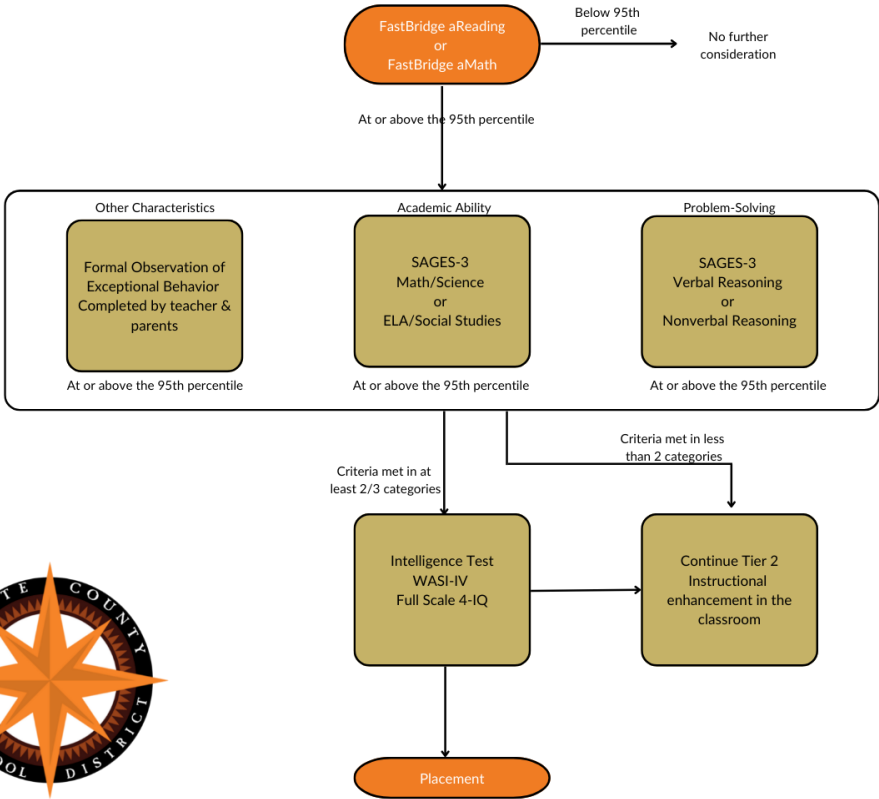 FastBridge aReading
or
FastBridge aMath
Below 95th
percentile
No further
consideration
At or above the 95th percentile
Other Characteristics
Formal Observation of
Exceptional Behavior
Completed by teacher &
parents
At or above the 95th percentile
Academic Ability
SAGES-3
Math/Science
or
ELA/Social Studies
At or above the 95th percentile
Problem-Solving
SAGES-3
Verbal Reasoning
or
Nonverbal Reasoning
At or above the 95th percentile
Criteria met in at
least 2/3 categories
Criteria met in less
than 2 categories
Intelligence Test
WASI-IV
Full Scale 4-IQ
Continue Tier 2
Instructional
enhancement in the
classroom
COUNTY
DISTRICT
Placement